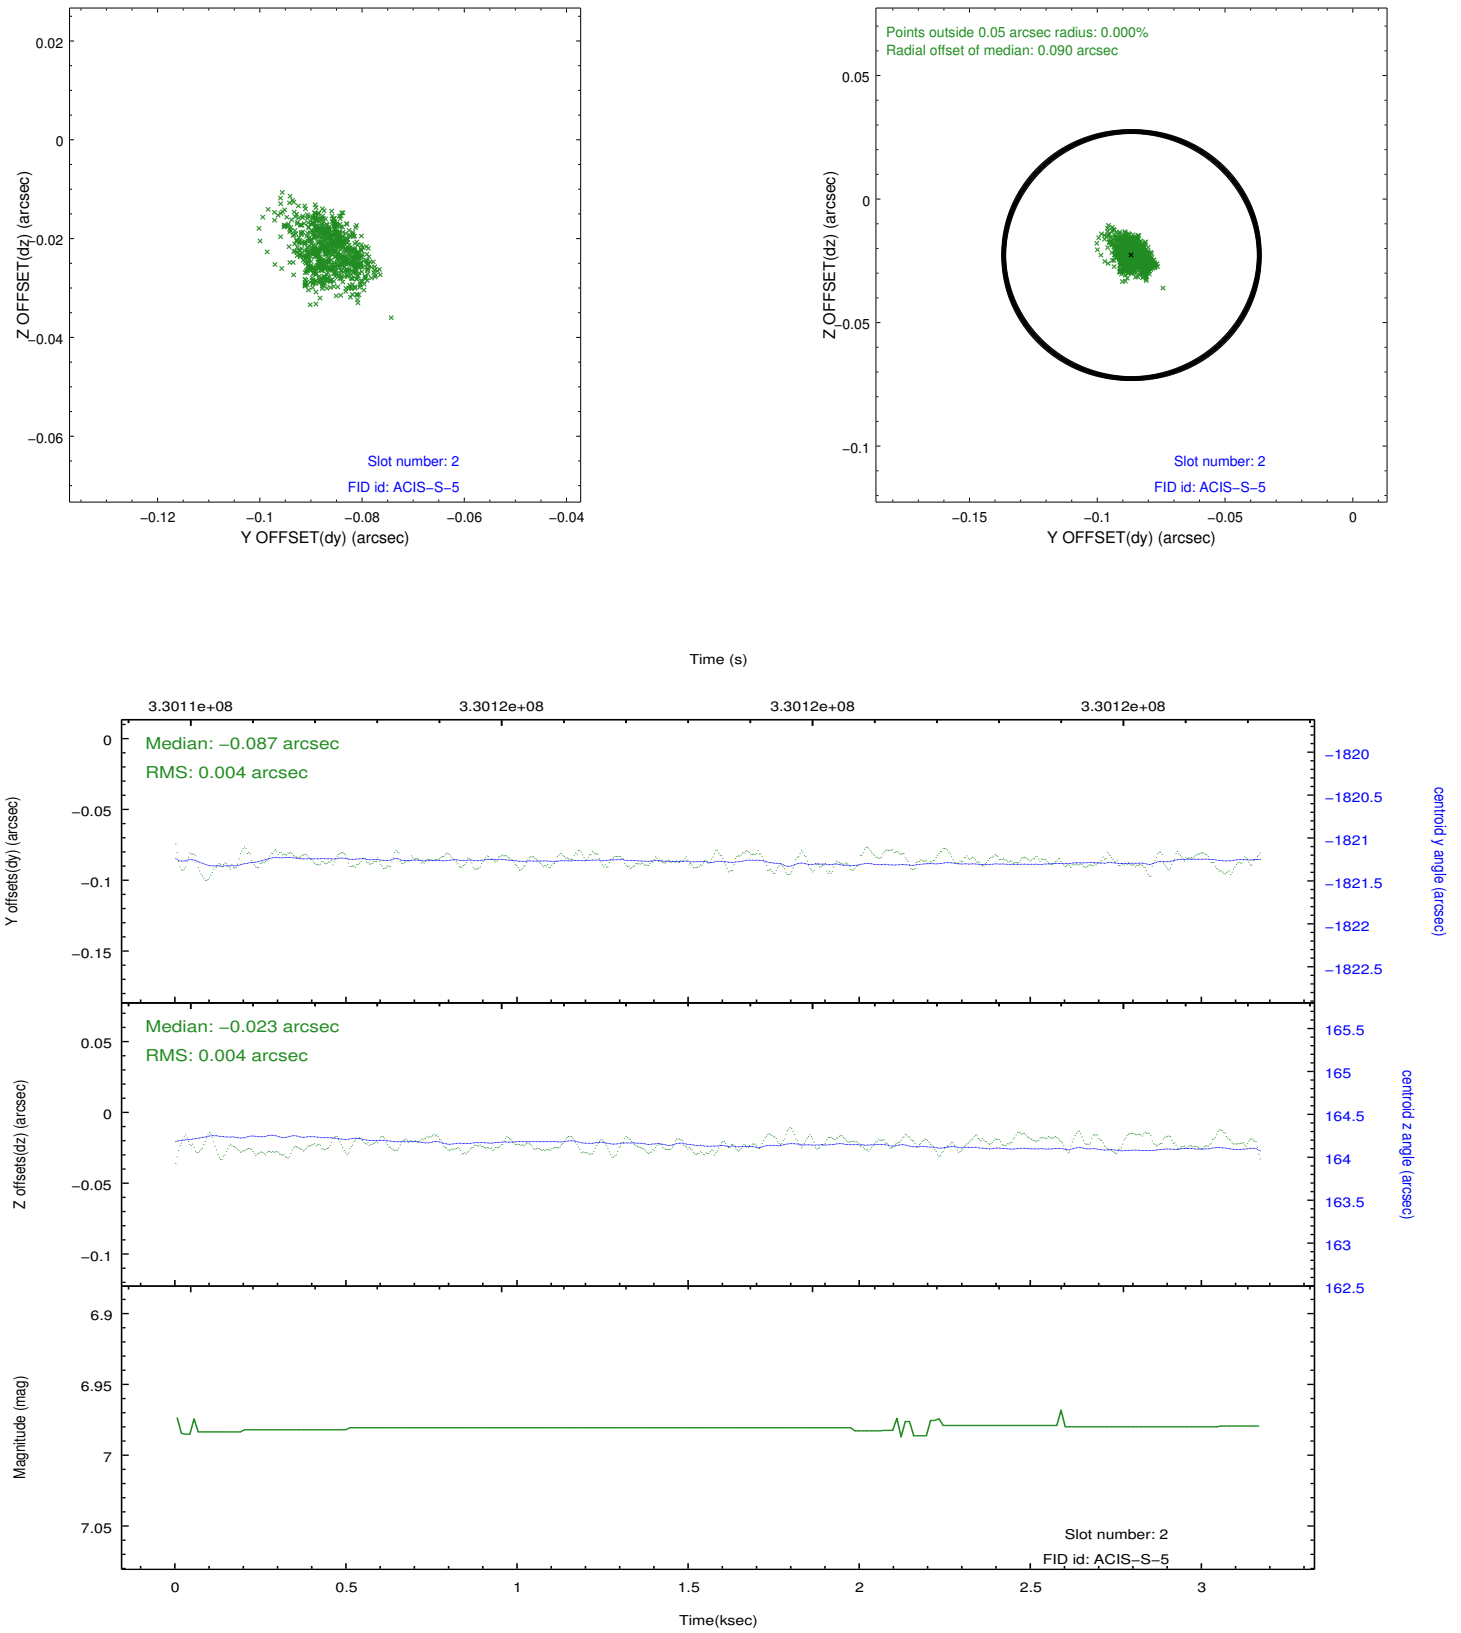 0.02
0
−0.02
−0.04
−0.06
Z OFFSET(dz) (arcsec)
Slot number: 2
FID id: ACIS−S−5
−0.12
−0.1
−0.08
−0.06
−0.04
Y OFFSET(dy) (arcsec)
Points outside 0.05 arcsec radius: 0.000%
Radial offset of median: 0.090 arcsec
0.05
0
−0.05
−0.1
Z OFFSET(dz) (arcsec)
Slot number: 2
FID id: ACIS−S−5
−0.15
−0.1
−0.05
0
Y OFFSET(dy) (arcsec)
Time (s)
3.3011e+08
3.3012e+08
3.3012e+08
3.3012e+08
Median: −0.087 arcsec
RMS: 0.004 arcsec
0
−0.05
−0.1
−0.15
Y offsets(dy) (arcsec)
−1820
−1820.5
−1821
−1821.5
−1822
−1822.5
centroid y angle (arcsec)
Median: −0.023 arcsec
RMS: 0.004 arcsec
0.05
0
−0.05
−0.1
Z offsets(dz) (arcsec)
165.5
165
164.5
164
163.5
163
162.5
centroid z angle (arcsec)
6.9
6.95
7
7.05
Magnitude (mag)
Slot number: 2
FID id: ACIS−S−5
0
0.5
1
1.5
2
2.5
3
Time(ksec)